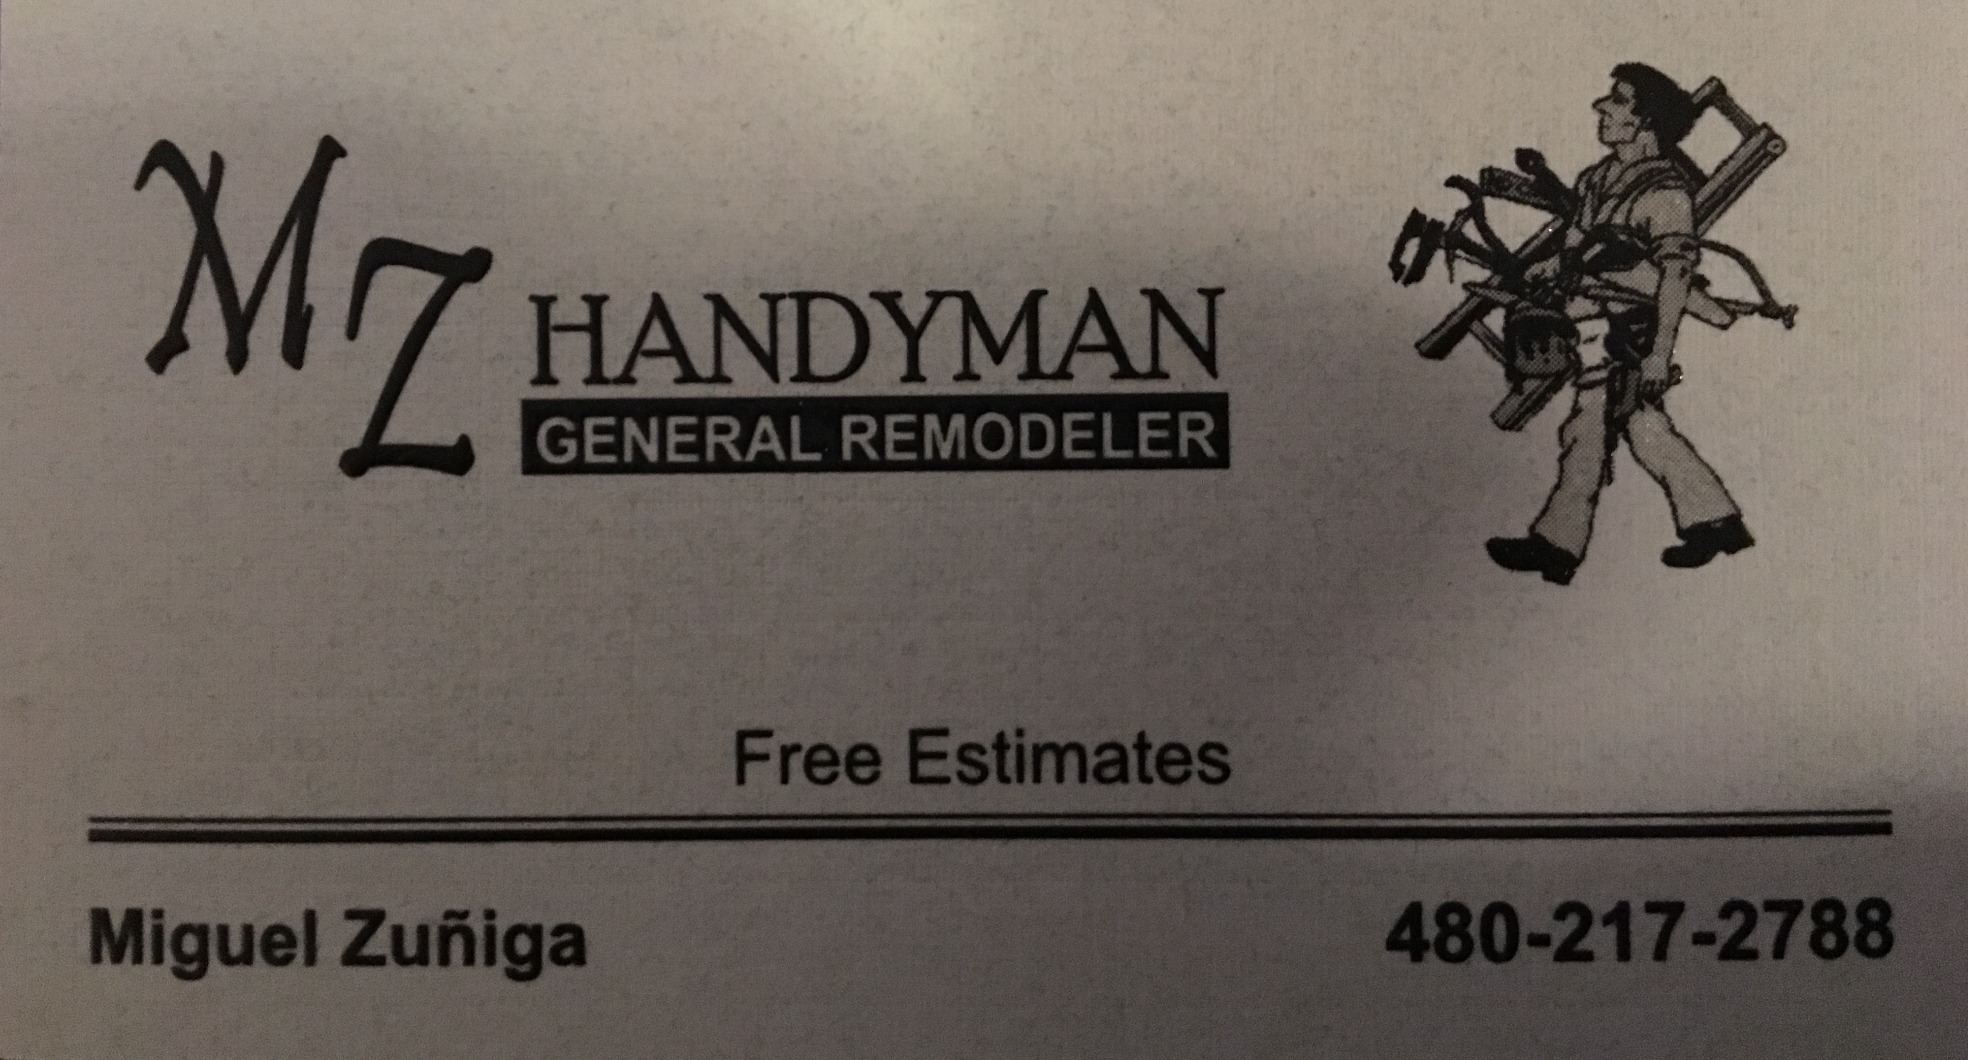 MZ HANDYMAN
GENERAL REMODELER
Free Estimates
Miguel Zuñiga
480-217-2788